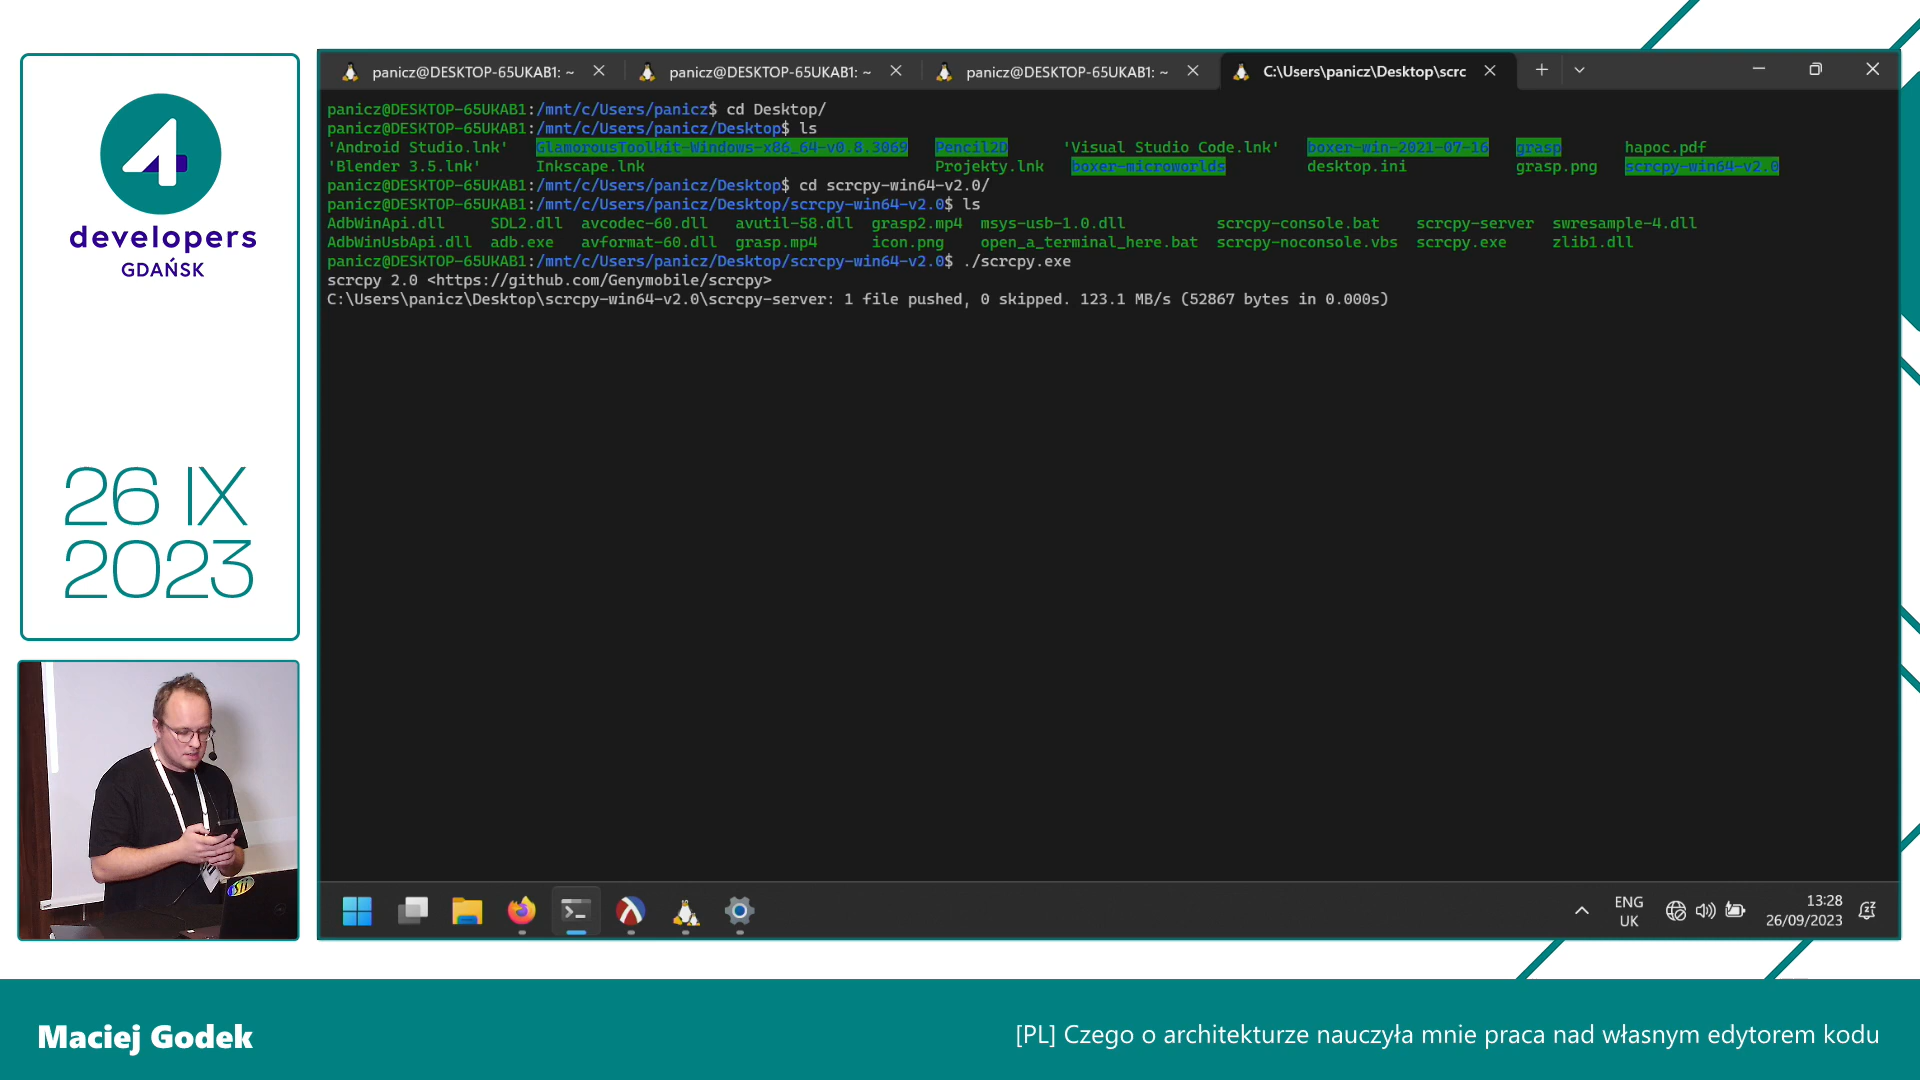 4
developers
GDAŃSK
26 IX
2023
panicz@DESKTOP-65UKAB1: ~
panicz@DESKTOP-65UKAB1: ~
panicz@DESKTOP-65UKAB1: ~
C:\Users\panicz\Desktop\scrc
panicz@DESKTOP-65UKAB1:/mnt/c/Users/panicz$ cd Desktop/
panicz@DESKTOP-65UKAB1:/mnt/c/Users/panicz/Desktop$ ls
'Android Studio.lnk' GlamorousToolkit-Windows-x86_64-v0.8.3069 Pencil2D 'Visual Studio Code.lnk' boxer-win-2021-07-16 grasp hapoc.pdf
'Blender 3.5.lnk' Inkscape.lnk Projekty.lnk boxer-microworlds desktop.ini grasp.png scrcpy-win64-v2.0
panicz@DESKTOP-65UKAB1:/mnt/c/Users/panicz/Desktop$ cd scrcpy-win64-v2.0/
panicz@DESKTOP-65UKAB1:/mnt/c/Users/panicz/Desktop/scrcpy-win64-v2.0$ ls
AdbWinApi.dll SDL2.dll avcodec-60.dll avutil-58.dll grasp2.mp4 msys-usb-1.0.dll scrcpy-console.bat scrcpy-server swresample-4.dll
AdbWinUsbApi.dll adb.exe avformat-60.dll grasp.mp4 icon.png open_a_terminal_here.bat scrcpy-noconsole.vbs scrcpy.exe zlib1.dll
panicz@DESKTOP-65UKAB1:/mnt/c/Users/panicz/Desktop/scrcpy-win64-v2.0$ ./scrcpy.exe
scrcpy 2.0 <https://github.com/Genymobile/scrcpy>
C:\Users\panicz\Desktop\scrcpy-win64-v2.0\scrcpy-server: 1 file pushed, 0 skipped. 123.1 MB/s (52867 bytes in 0.000s)
ENG
UK
13:28
26/09/2023
Maciej Godek
[PL] Czego o architekturze nauczyła mnie praca nad własnym edytorem kodu